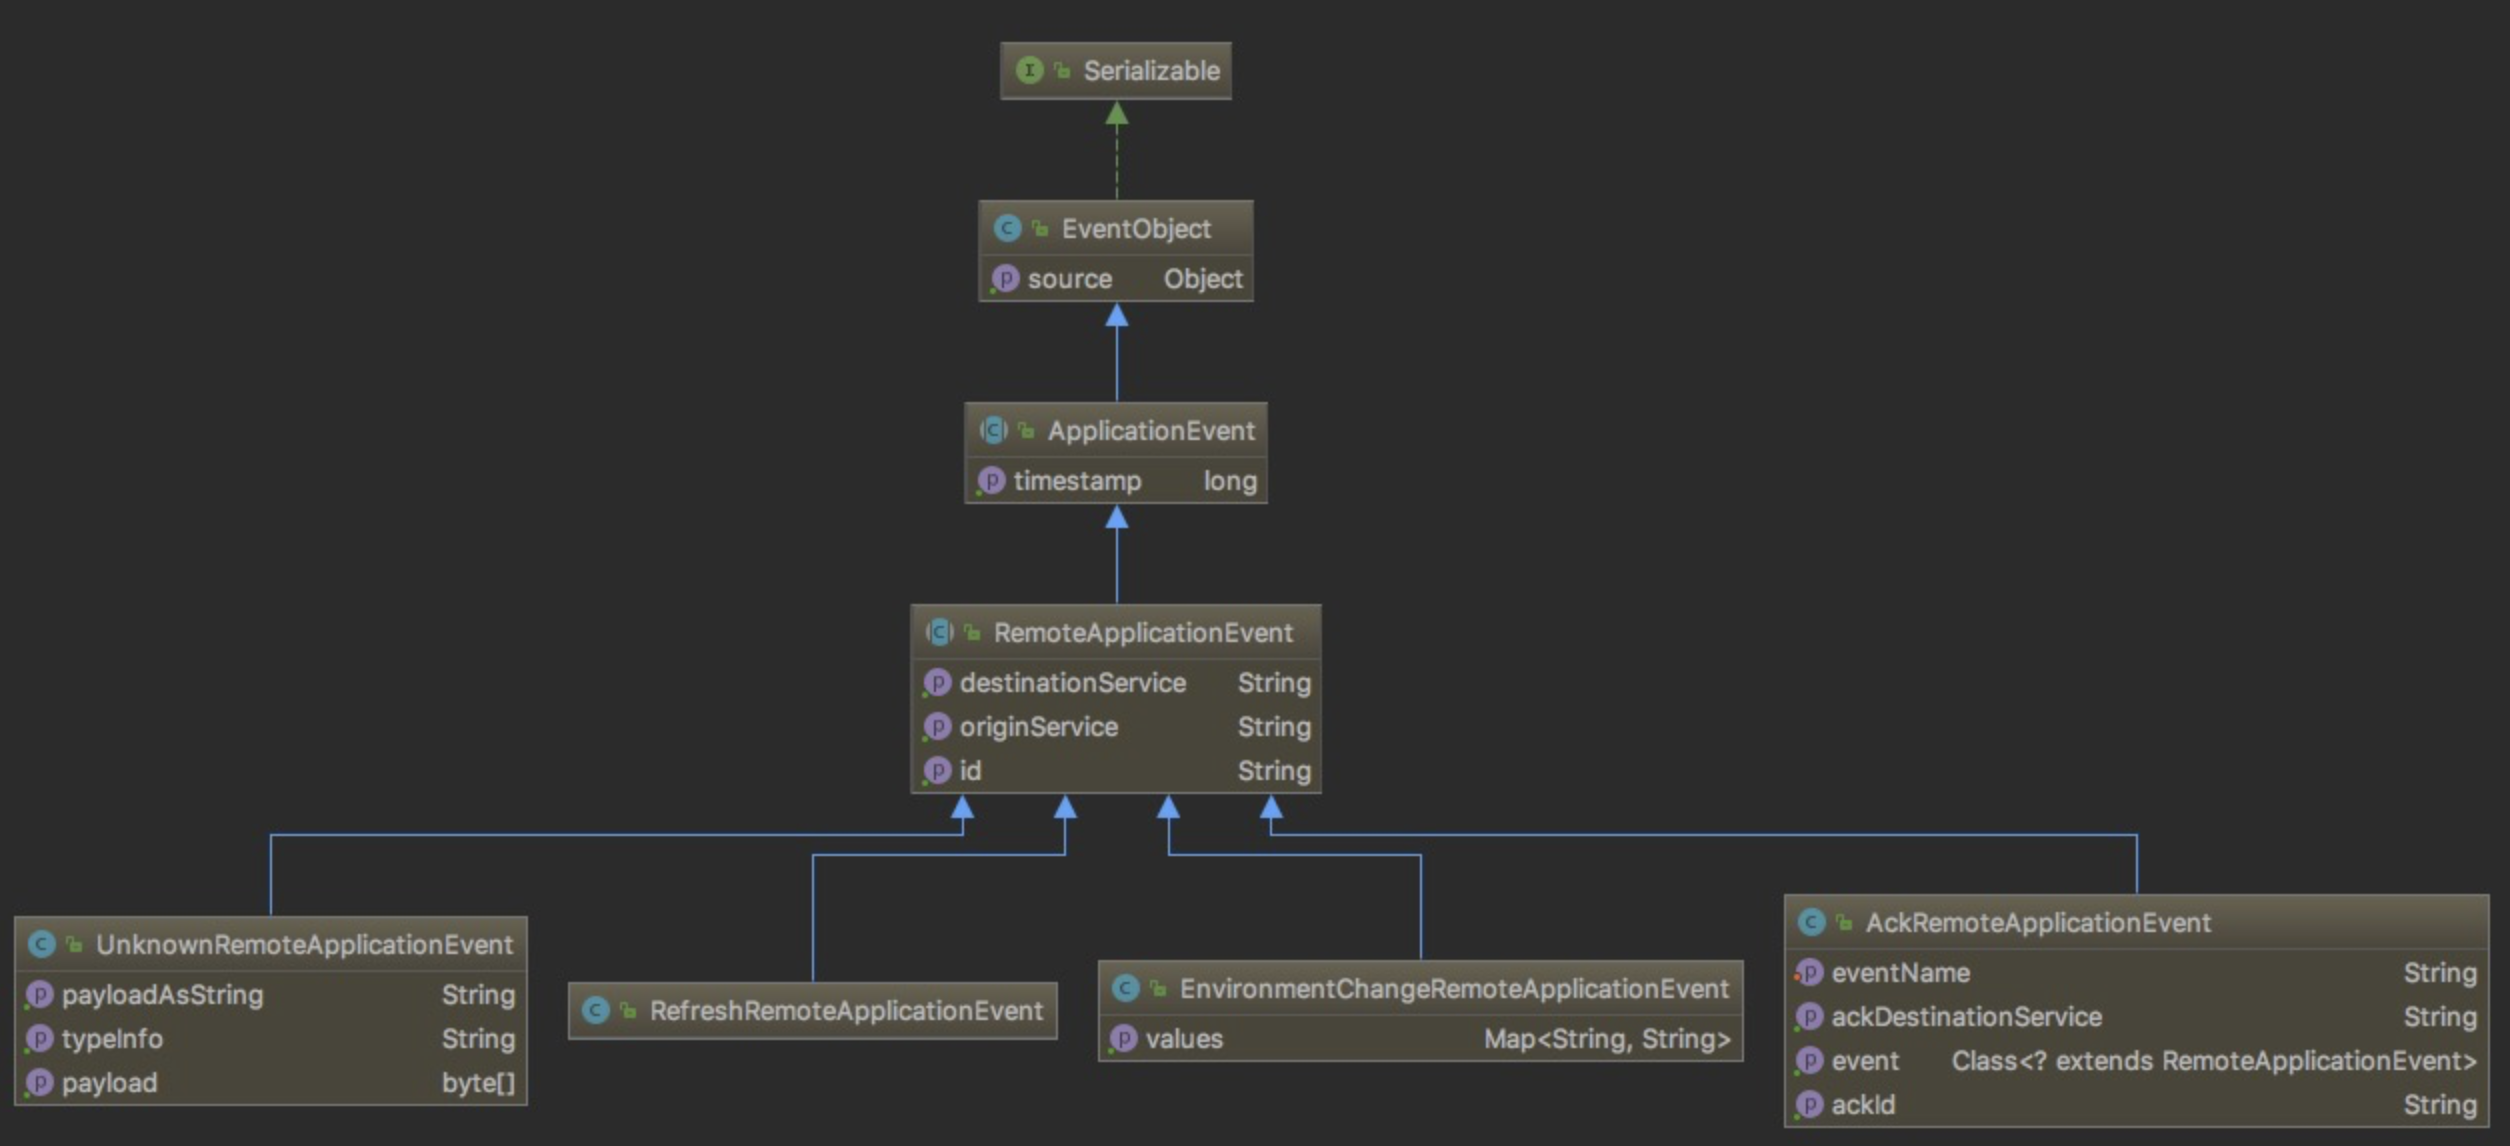 Serializable
EventObject
source Object
ApplicationEvent
timestamp long
RemoteApplicationEvent
destinationService String
originService String
id String
UnknownRemoteApplicationEvent
payloadAsString String
typeInfo String
payload byte[]
RefreshRemoteApplicationEvent
EnvironmentChangeRemoteApplicationEvent
values Map<String, String>
AckRemoteApplicationEvent
eventName String
ackDestinationService String
event Class<? extends RemoteApplicationEvent>
ackId String